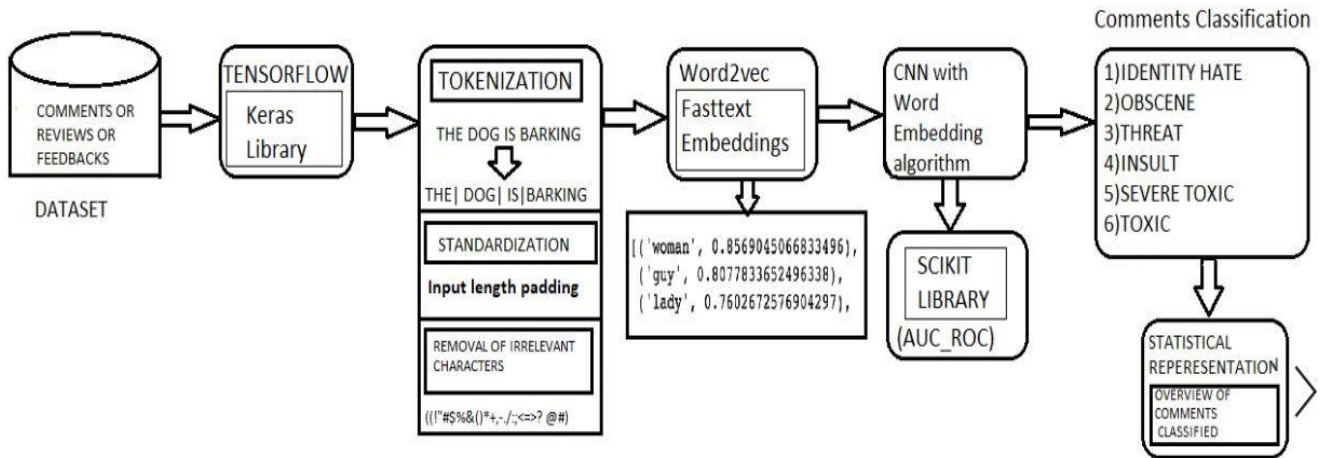 Comments Classification
COMMENTS OR
REVIEWS OR
FEEDBACKS
DATASET
TENSORFLOW
Keras
Library
TOKENIZATION
THE DOG IS BARKING
THE| DOG| IS|BARKING
STANDARDIZATION
Input length padding
REMOVAL OF IRRELEVANT
CHARACTERS
((!"#$%&()*+,-./:;<=>? @#)
Word2vec
Fasttext
Embeddings
[('woman', 0.8569045066833496),
('guy', 0.8077833652496338),
('lady', 0.7602672576904297),
CNN with
Word
Embedding
algorithm
SCIKIT
LIBRARY
(AUC_ROC)
1)IDENTITY HATE
2)OBSCENE
3)THREAT
4)INSULT
5)SEVERE TOXIC
6)TOXIC
STATISTICAL
REPERESENTATION
OVERVIEW OF
COMMENTS
CLASSIFIED